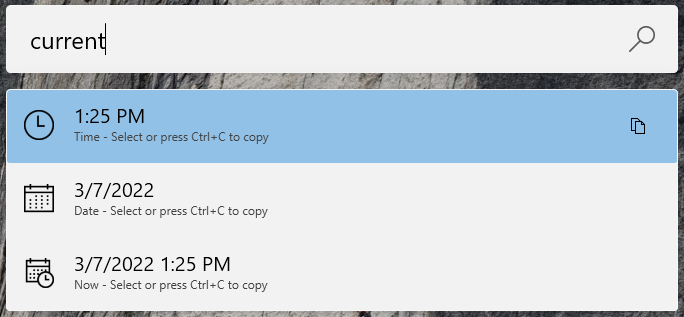 current
1:25 PM
Time - Select or press Ctrl+C to copy
3/7/2022
Date - Select or press Ctrl+C to copy
3/7/2022 1:25 PM
Now - Select or press Ctrl+C to copy